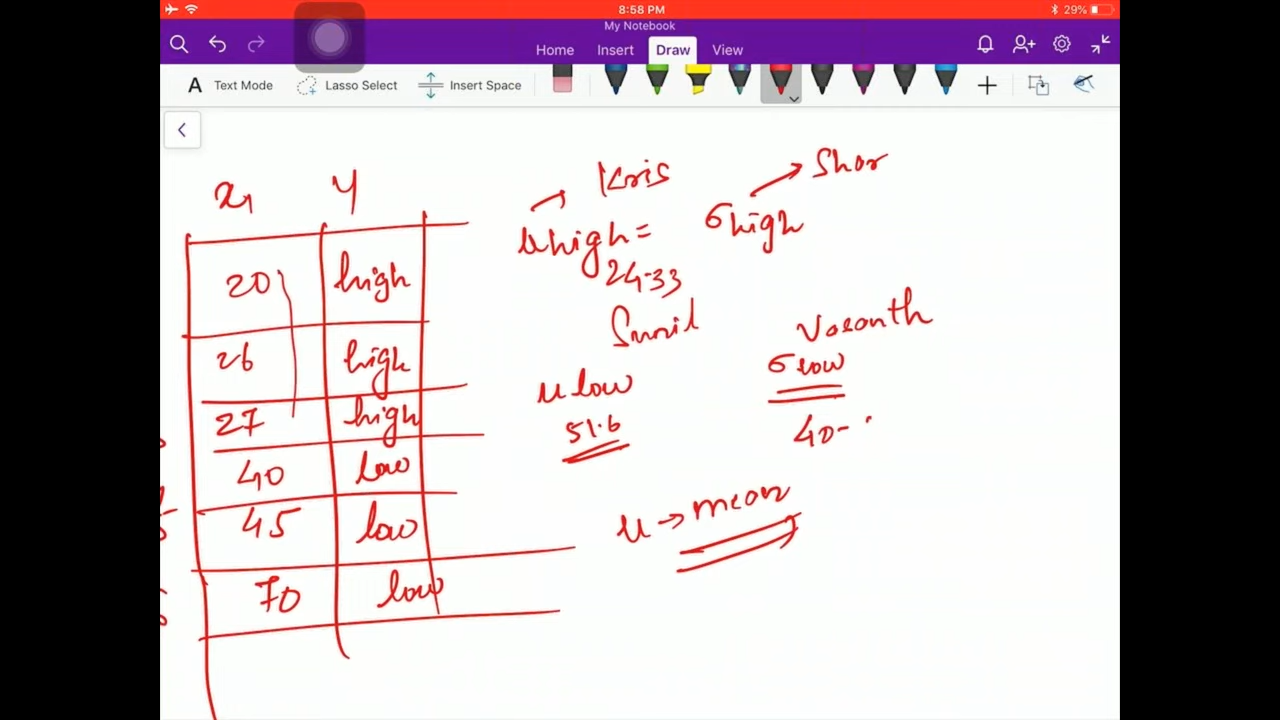 8:58 PM
29%
My Notebook
Home Insert Draw View
A Text Mode Lasso Select Insert Space
x1 y
20 high
26 high
27 high
40 low
45 low
70 low
Kris
μhigh =
24.33
Shar
σhigh
Sunil
μlow
51.6
Vasanth
σlow
40-
μ → mean